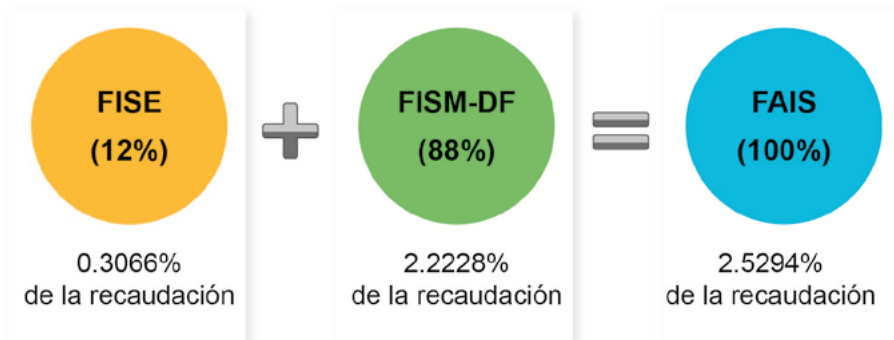 FISE
(12%)
0.3066%
de la recaudación
+
FISM-DF
(88%)
2.2228%
de la recaudación
=
FAIS
(100%)
2.5294%
de la recaudación